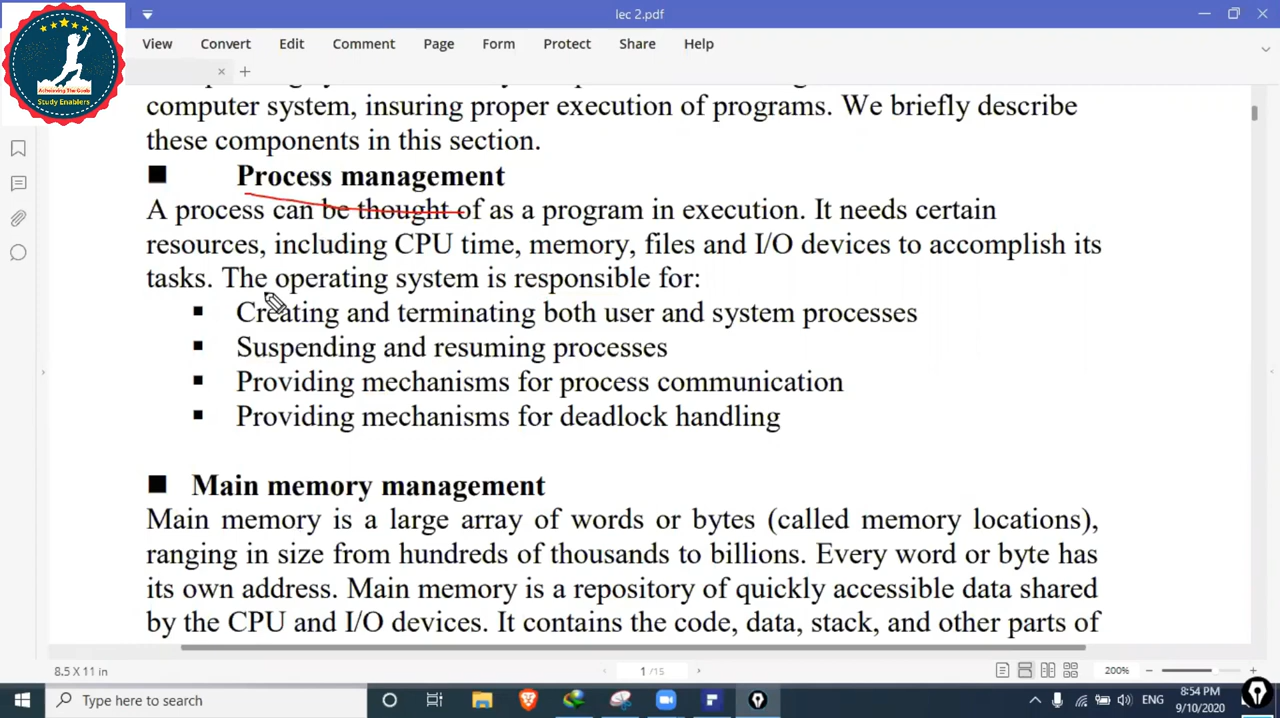 lec 2.pdf
View Convert Edit Comment Page Form Protect Share Help
Acheieving The Goals
Study Enablers
computer system, insuring proper execution of programs. We briefly describe
these components in this section.
■ Process management
A process can be thought of as a program in execution. It needs certain
resources, including CPU time, memory, files and I/O devices to accomplish its
tasks. The operating system is responsible for:
▪ Creating and terminating both user and system processes
▪ Suspending and resuming processes
▪ Providing mechanisms for process communication
▪ Providing mechanisms for deadlock handling
■ Main memory management
Main memory is a large array of words or bytes (called memory locations),
ranging in size from hundreds of thousands to billions. Every word or byte has
its own address. Main memory is a repository of quickly accessible data shared
by the CPU and I/O devices. It contains the code, data, stack, and other parts of
8.5 X 11 in 1 /15 200%
Type here to search ENG 8:54 PM
9/10/2020